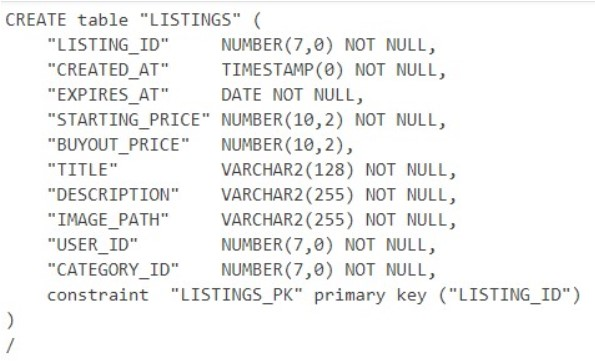 CREATE table "LISTINGS" (
    "LISTING_ID"     NUMBER(7,0) NOT NULL,
    "CREATED_AT"     TIMESTAMP(0) NOT NULL,
    "EXPIRES_AT"     DATE NOT NULL,
    "STARTING_PRICE" NUMBER(10,2) NOT NULL,
    "BUYOUT_PRICE"   NUMBER(10,2),
    "TITLE"          VARCHAR2(128) NOT NULL,
    "DESCRIPTION"    VARCHAR2(255) NOT NULL,
    "IMAGE_PATH"     VARCHAR2(255) NOT NULL,
    "USER_ID"        NUMBER(7,0) NOT NULL,
    "CATEGORY_ID"    NUMBER(7,0) NOT NULL,
    constraint  "LISTINGS_PK" primary key ("LISTING_ID")
)
/